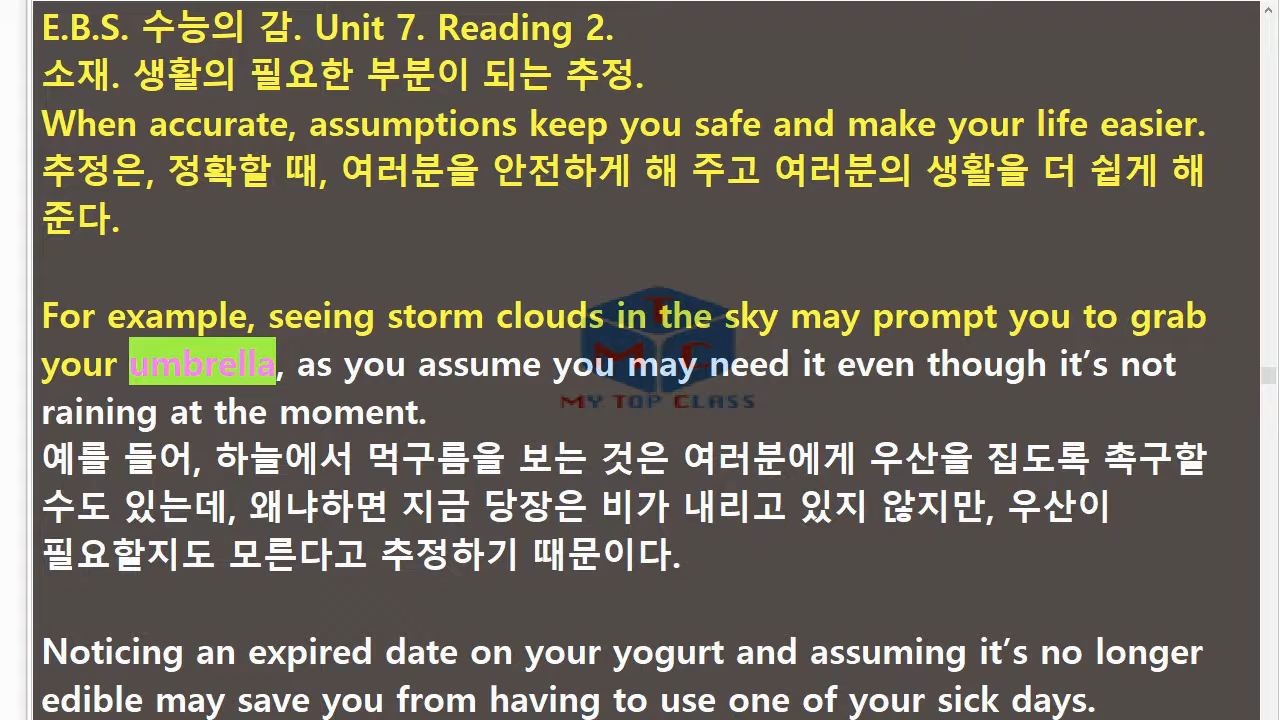 E.B.S. 수능의 감. Unit 7. Reading 2.
소재. 생활의 필요한 부분이 되는 추정.
When accurate, assumptions keep you safe and make your life easier.
추정은, 정확할 때, 여러분을 안전하게 해 주고 여러분의 생활을 더 쉽게 해
준다.
For example, seeing storm clouds in the sky may prompt you to grab
your umbrella, as you assume you may need it even though it’s not
raining at the moment.
예를 들어, 하늘에서 먹구름을 보는 것은 여러분에게 우산을 집도록 촉구할
수도 있는데, 왜냐하면 지금 당장은 비가 내리고 있지 않지만, 우산이
필요할지도 모른다고 추정하기 때문이다.
Noticing an expired date on your yogurt and assuming it’s no longer
edible may save you from having to use one of your sick days.
T
M C
MY TOP CLASS